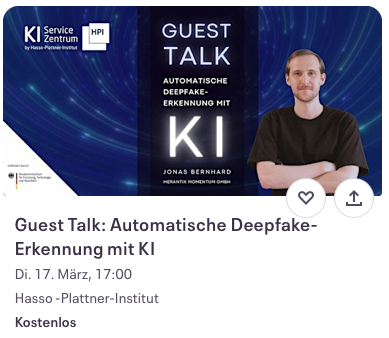 KI Service Zentrum
by Hasso-Plattner-Institut
HPI
GUEST
TALK
AUTOMATISCHE
DEEPFAKE-
ERKENNUNG MIT
KI
JONAS BERNHARD
MERANTIX MOMENTUM GMBH
Guest Talk: Automatische Deepfake-
Erkennung mit KI
Di. 17. März, 17:00
Hasso -Plattner-Institut
Kostenlos